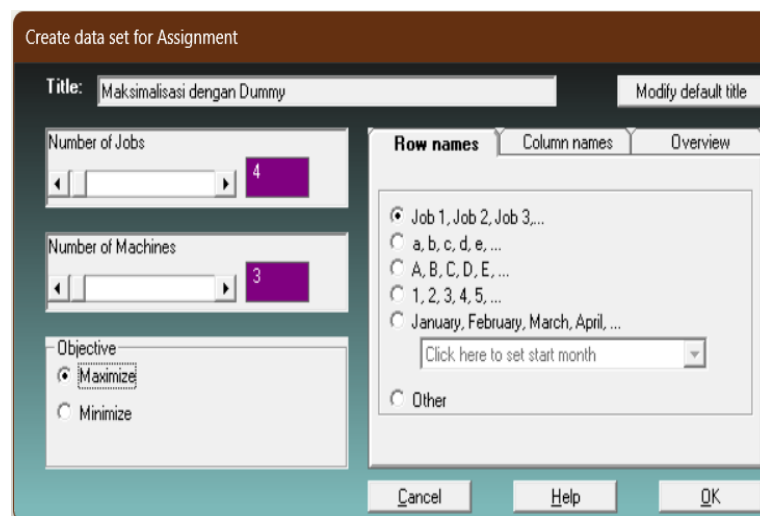 Create data set for Assignment
Title: Maksimalisasi dengan Dummy
Modify default title
Number of Jobs
4
Number of Machines
3
Objective
Maximize
Minimize
Row names Column names Overview
Job 1, Job 2, Job 3,...
a, b, c, d, e, ...
A, B, C, D, E, ...
1, 2, 3, 4, 5, ...
January, February, March, April, ...
Click here to set start month
Other
Cancel Help OK